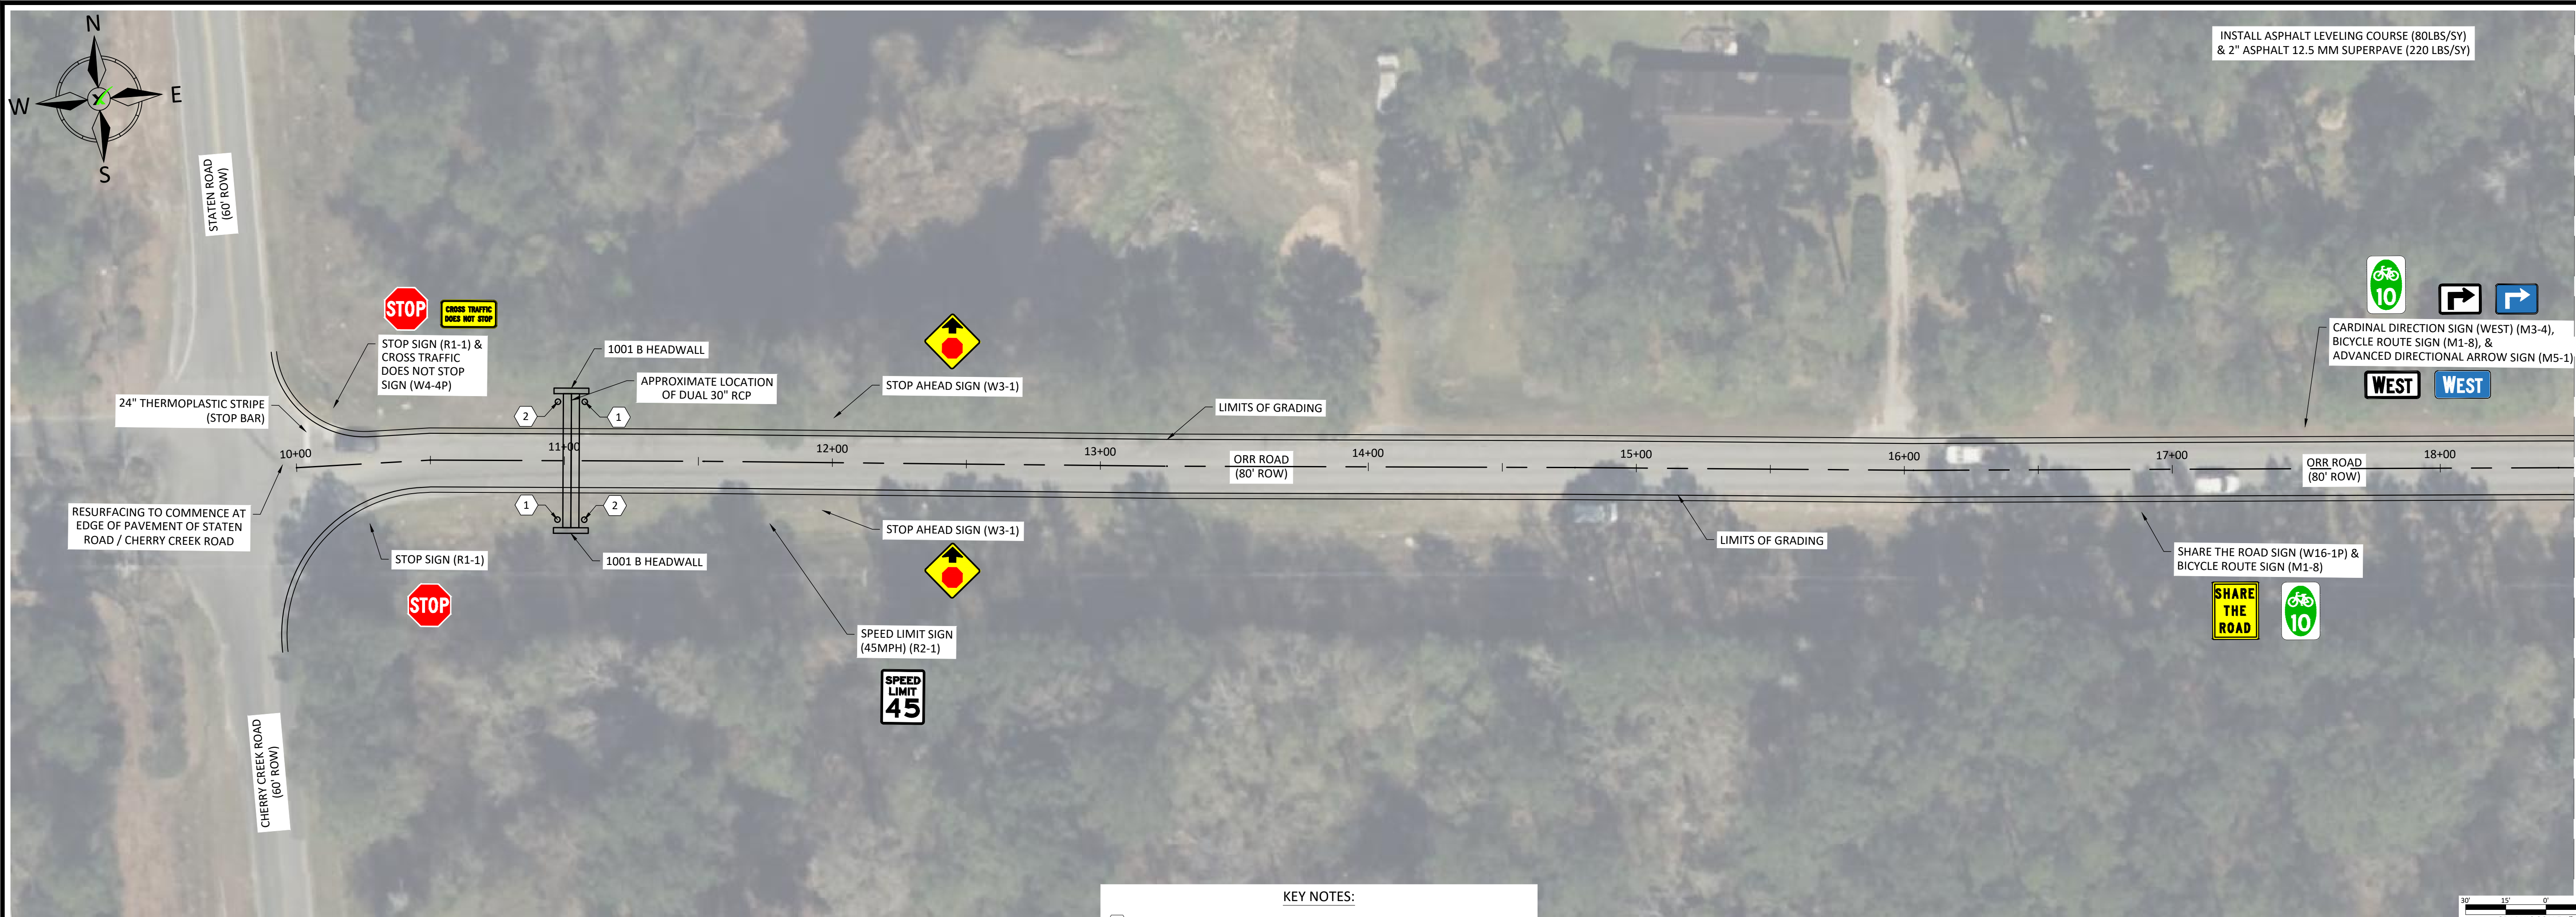 N
W
E
S
INSTALL ASPHALT LEVELING COURSE (80LBS/SY)
& 2" ASPHALT 12.5 MM SUPERPAVE (220 LBS/SY)
STATEN ROAD
(60' ROW)
STOP
CROSS TRAFFIC
DOES NOT STOP
STOP SIGN (R1-1) &
CROSS TRAFFIC
DOES NOT STOP
SIGN (W4-4P)
1001 B HEADWALL
APPROXIMATE LOCATION
OF DUAL 30" RCP
STOP AHEAD SIGN (W3-1)
LIMITS OF GRADING
10
CARDINAL DIRECTION SIGN (WEST) (M3-4),
BICYCLE ROUTE SIGN (M1-8), &
ADVANCED DIRECTIONAL ARROW SIGN (M5-1)
WEST
WEST
24" THERMOPLASTIC STRIPE
(STOP BAR)
2
1
10+00
11+00
12+00
13+00
ORR ROAD
(80' ROW)
14+00
15+00
16+00
17+00
ORR ROAD
(80' ROW)
18+00
1
2
RESURFACING TO COMMENCE AT
EDGE OF PAVEMENT OF STATEN
ROAD / CHERRY CREEK ROAD
STOP SIGN (R1-1)
STOP
1001 B HEADWALL
STOP AHEAD SIGN (W3-1)
SPEED LIMIT SIGN
(45MPH) (R2-1)
SPEED
LIMIT
45
LIMITS OF GRADING
SHARE THE ROAD SIGN (W16-1P) &
BICYCLE ROUTE SIGN (M1-8)
SHARE
THE
ROAD
10
CHERRY CREEK ROAD
(60' ROW)
KEY NOTES:
30'
15'
0'